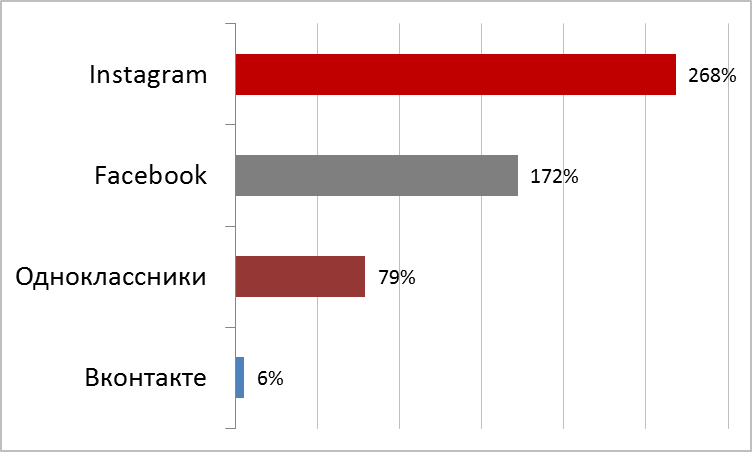 Instagram 268%
Facebook 172%
Одноклассники 79%
Вконтакте 6%